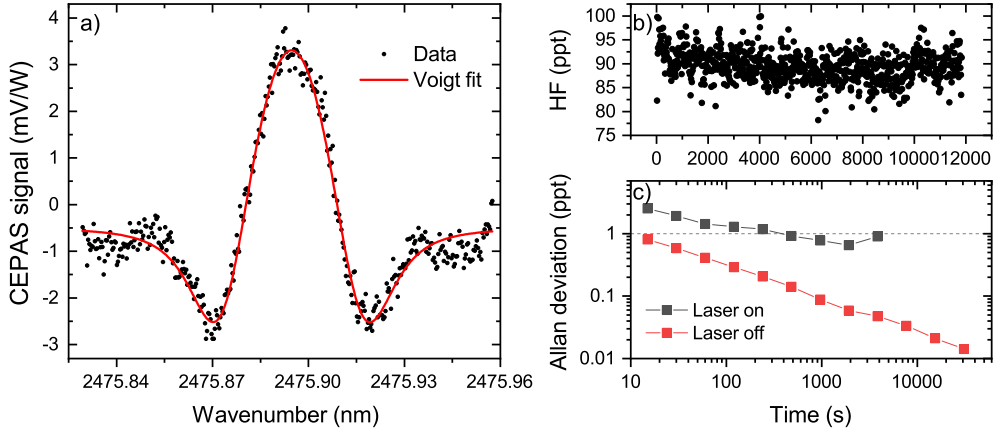 a)
Data
Voigt fit
CEPAS signal (mV/W)
4
3
2
1
0
-1
-2
-3
2475.84 2475.87 2475.90 2475.93 2475.96
Wavenumber (nm)
b)
HF (ppt)
100
95
90
85
80
75
0 2000 4000 6000 8000 10000 12000
c)
Allan deviation (ppt)
1
0.1
0.01
Laser on
Laser off
10 100 1000 10000
Time (s)